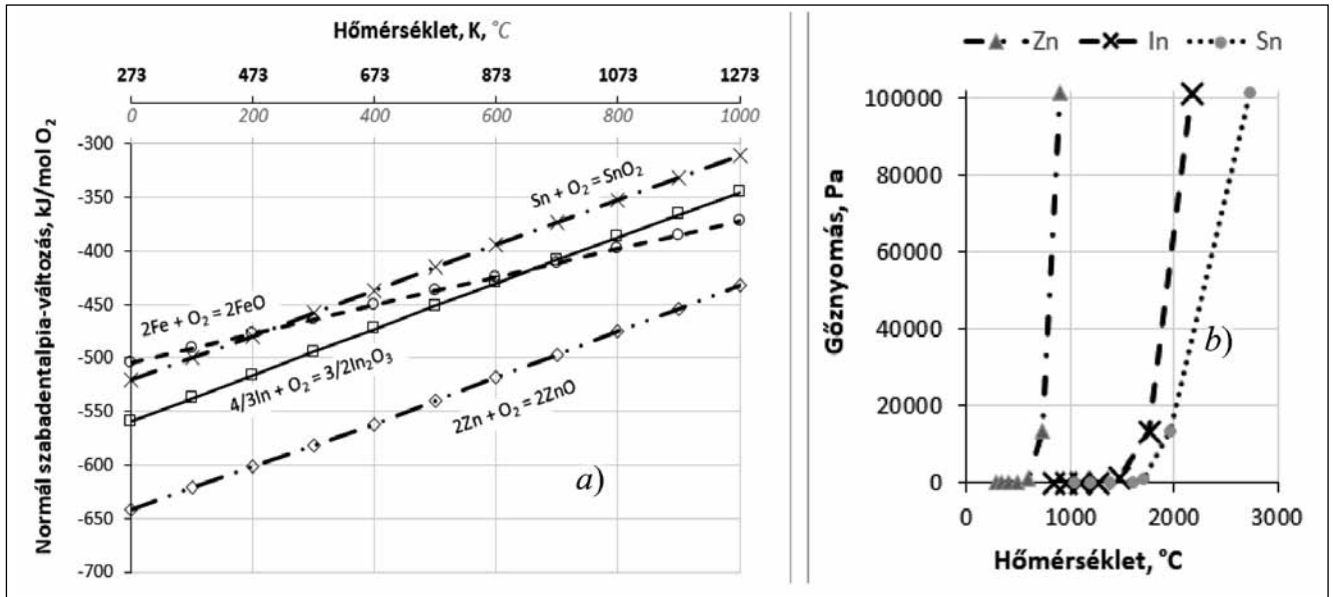 Hőmérséklet, K, °C
273 473 673 873 1073 1273
0 200 400 600 800 1000
Normál szabadentalpia-változás, kJ/mol O₂
-300
-350
-400
-450
-500
-550
-600
-650
-700
Sn + O₂ = SnO₂
2Fe + O₂ = 2FeO
4/3In + O₂ = 3/2In₂O₃
2Zn + O₂ = 2ZnO
a)
Zn In Sn
Gőznyomás, Pa
100000
80000
60000
40000
20000
0
b)
0 1000 2000 3000
Hőmérséklet, °C